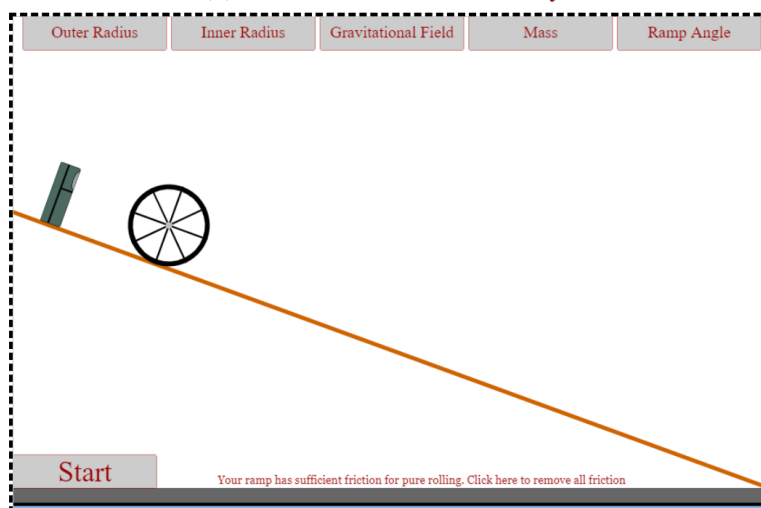 Outer Radius
Inner Radius
Gravitational Field
Mass
Ramp Angle
Start
Your ramp has sufficient friction for pure rolling. Click here to remove all friction